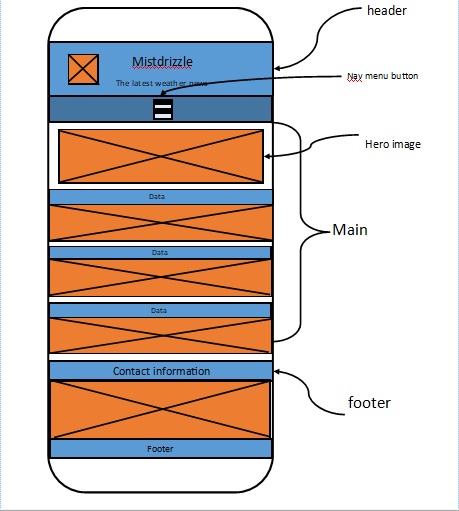 header
Mistdrizzle
The latest weather news
Nav menu button
Hero image
Data
Main
Data
Data
Contact information
footer
Footer